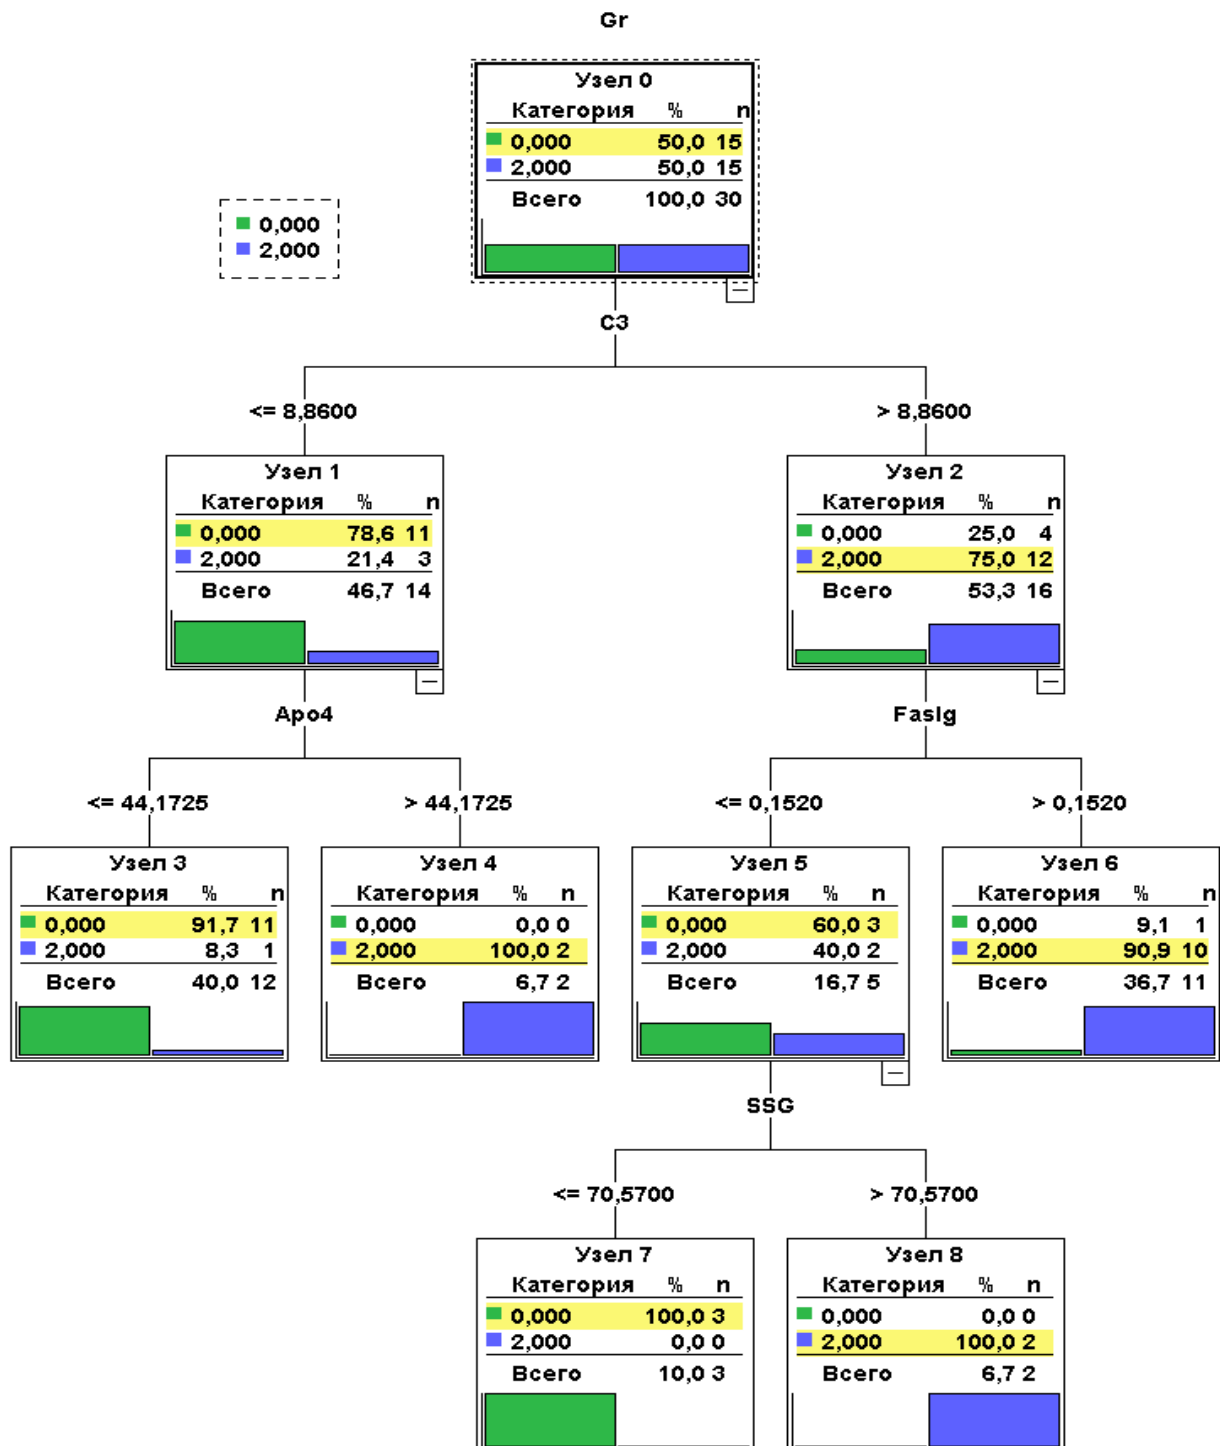 Gr
Узел 0
Категория % n
0,000 50,0 15
2,000 50,0 15
Всего 100,0 30
0,000
2,000
C3
<= 8,8600
> 8,8600
Узел 1
Категория % n
0,000 78,6 11
2,000 21,4 3
Всего 46,7 14
Узел 2
Категория % n
0,000 25,0 4
2,000 75,0 12
Всего 53,3 16
Apo4
FasIg
<= 44,1725
> 44,1725
<= 0,1520
> 0,1520
Узел 3
Категория % n
0,000 91,7 11
2,000 8,3 1
Всего 40,0 12
Узел 4
Категория % n
0,000 0,0 0
2,000 100,0 2
Всего 6,7 2
Узел 5
Категория % n
0,000 60,0 3
2,000 40,0 2
Всего 16,7 5
Узел 6
Категория % n
0,000 9,1 1
2,000 90,9 10
Всего 36,7 11
SSG
<= 70,5700
> 70,5700
Узел 7
Категория % n
0,000 100,0 3
2,000 0,0 0
Всего 10,0 3
Узел 8
Категория % n
0,000 0,0 0
2,000 100,0 2
Всего 6,7 2